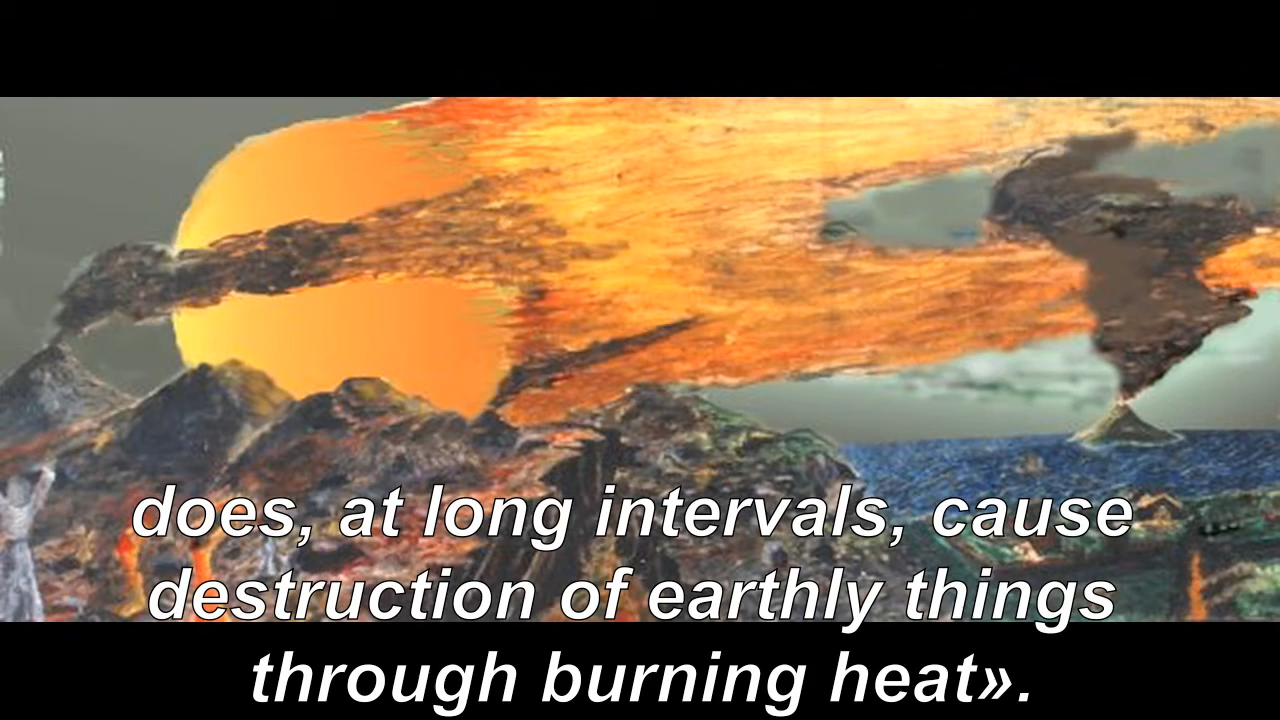 does, at long intervals, cause
destruction of earthly things
through burning heat».